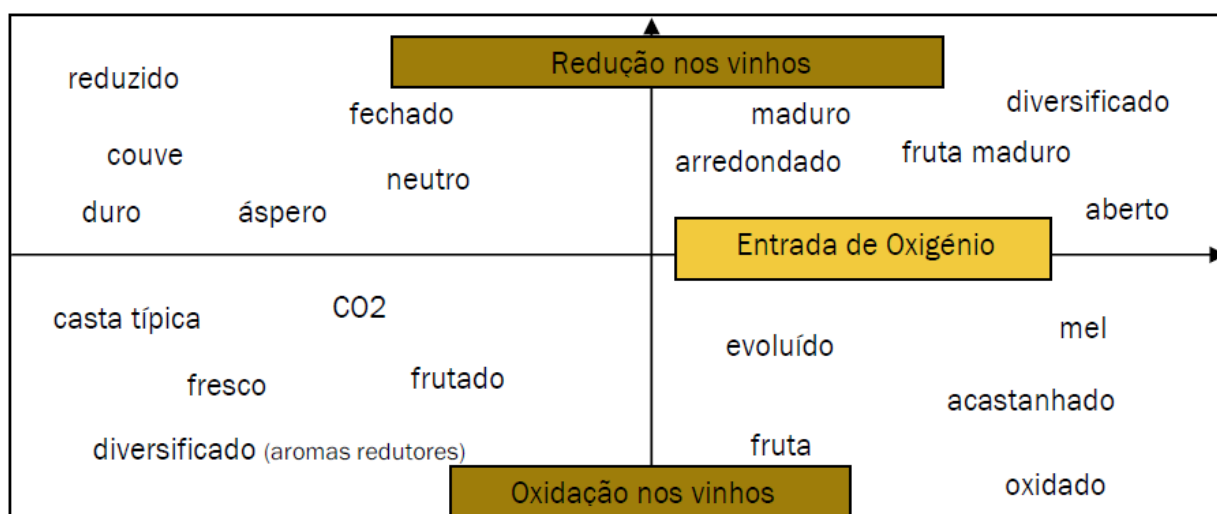 Redução nos vinhos
reduzido
fechado
couve
neutro
duro
áspero
maduro
diversificado
arredondado
fruta maduro
aberto
Entrada de Oxigénio
casta típica
CO2
fresco
frutado
diversificado (aromas redutores)
evoluído
mel
acastanhado
fruta
oxidado
Oxidação nos vinhos